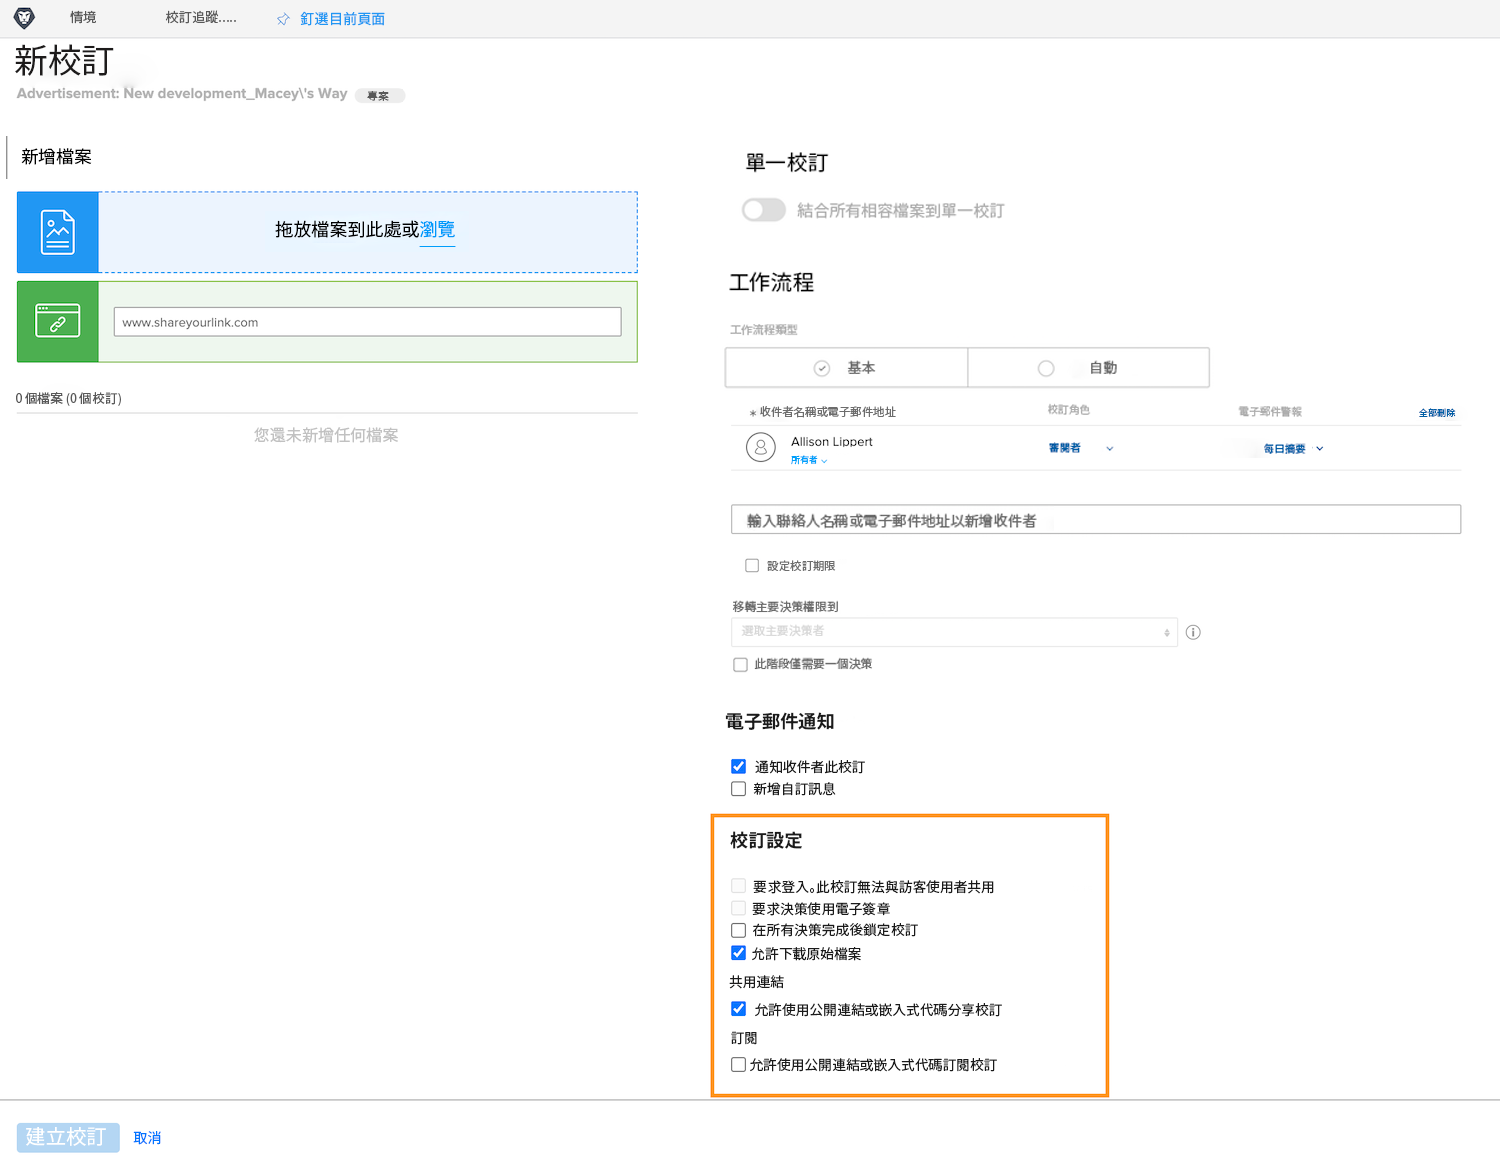 情境 校訂追蹤..... 釘選目前頁面
新校訂
Advertisement: New development_Macey\'s Way 專案
新增檔案
拖放檔案到此處或瀏覽
www.shareyourlink.com
0 個檔案 (0 個校訂)
您還未新增任何檔案
單一校訂
結合所有相容檔案到單一校訂
工作流程
工作流程類型
基本 自動
* 收件者名稱或電子郵件地址 校訂角色 電子郵件警報 全部刪除
Allison Lippert 審閱者 每日摘要
所有者
輸入聯絡人名稱或電子郵件地址以新增收件者
設定校訂期限
移轉主要決策權限到
選取主要決策者
此階段僅需要一個決策
電子郵件通知
通知收件者此校訂
新增自訂訊息
校訂設定
要求登入。此校訂無法與訪客使用者共用
要求決策使用電子簽章
在所有決策完成後鎖定校訂
允許下載原始檔案
共用連結
允許使用公開連結或嵌入式代碼分享校訂
訂閱
允許使用公開連結或嵌入式代碼訂閱校訂
建立校訂 取消